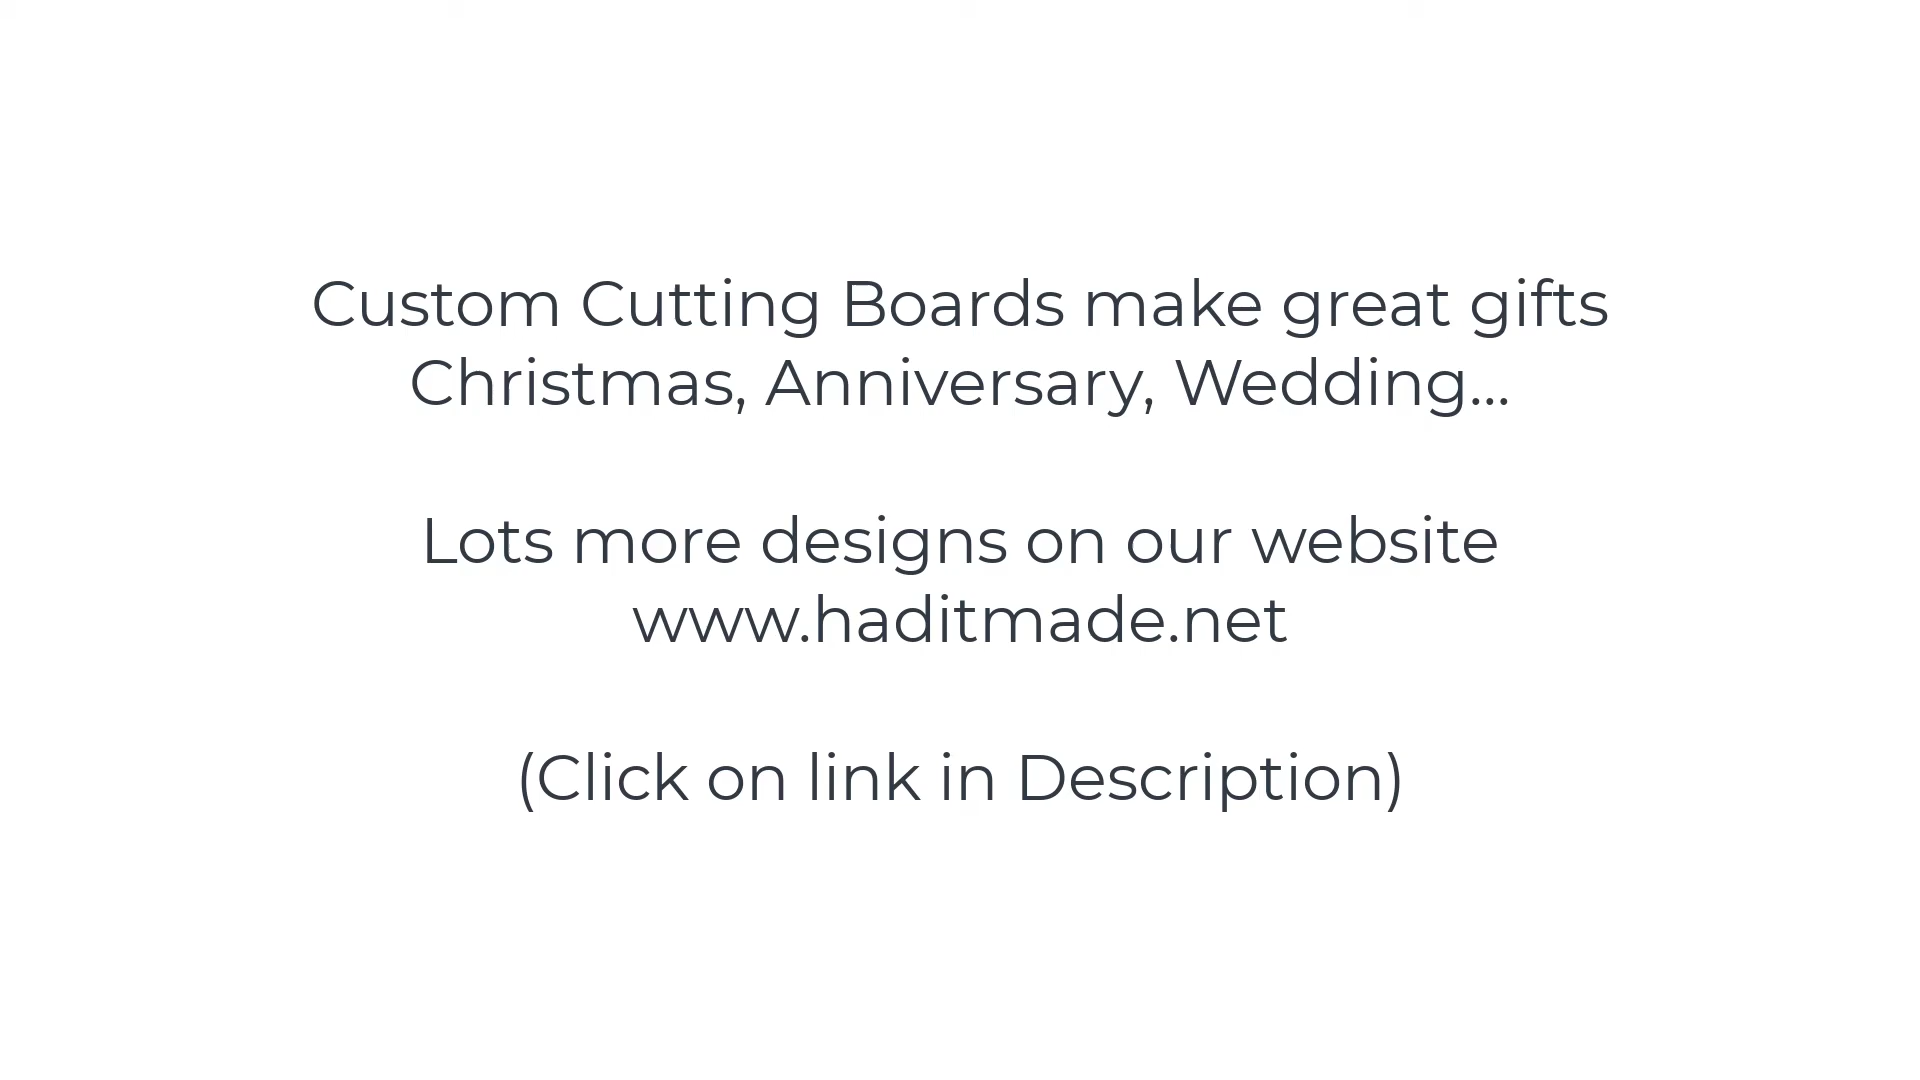 Custom Cutting Boards make great gifts
Christmas, Anniversary, Wedding...
Lots more designs on our website
www.haditmade.net
(Click on link in Description)